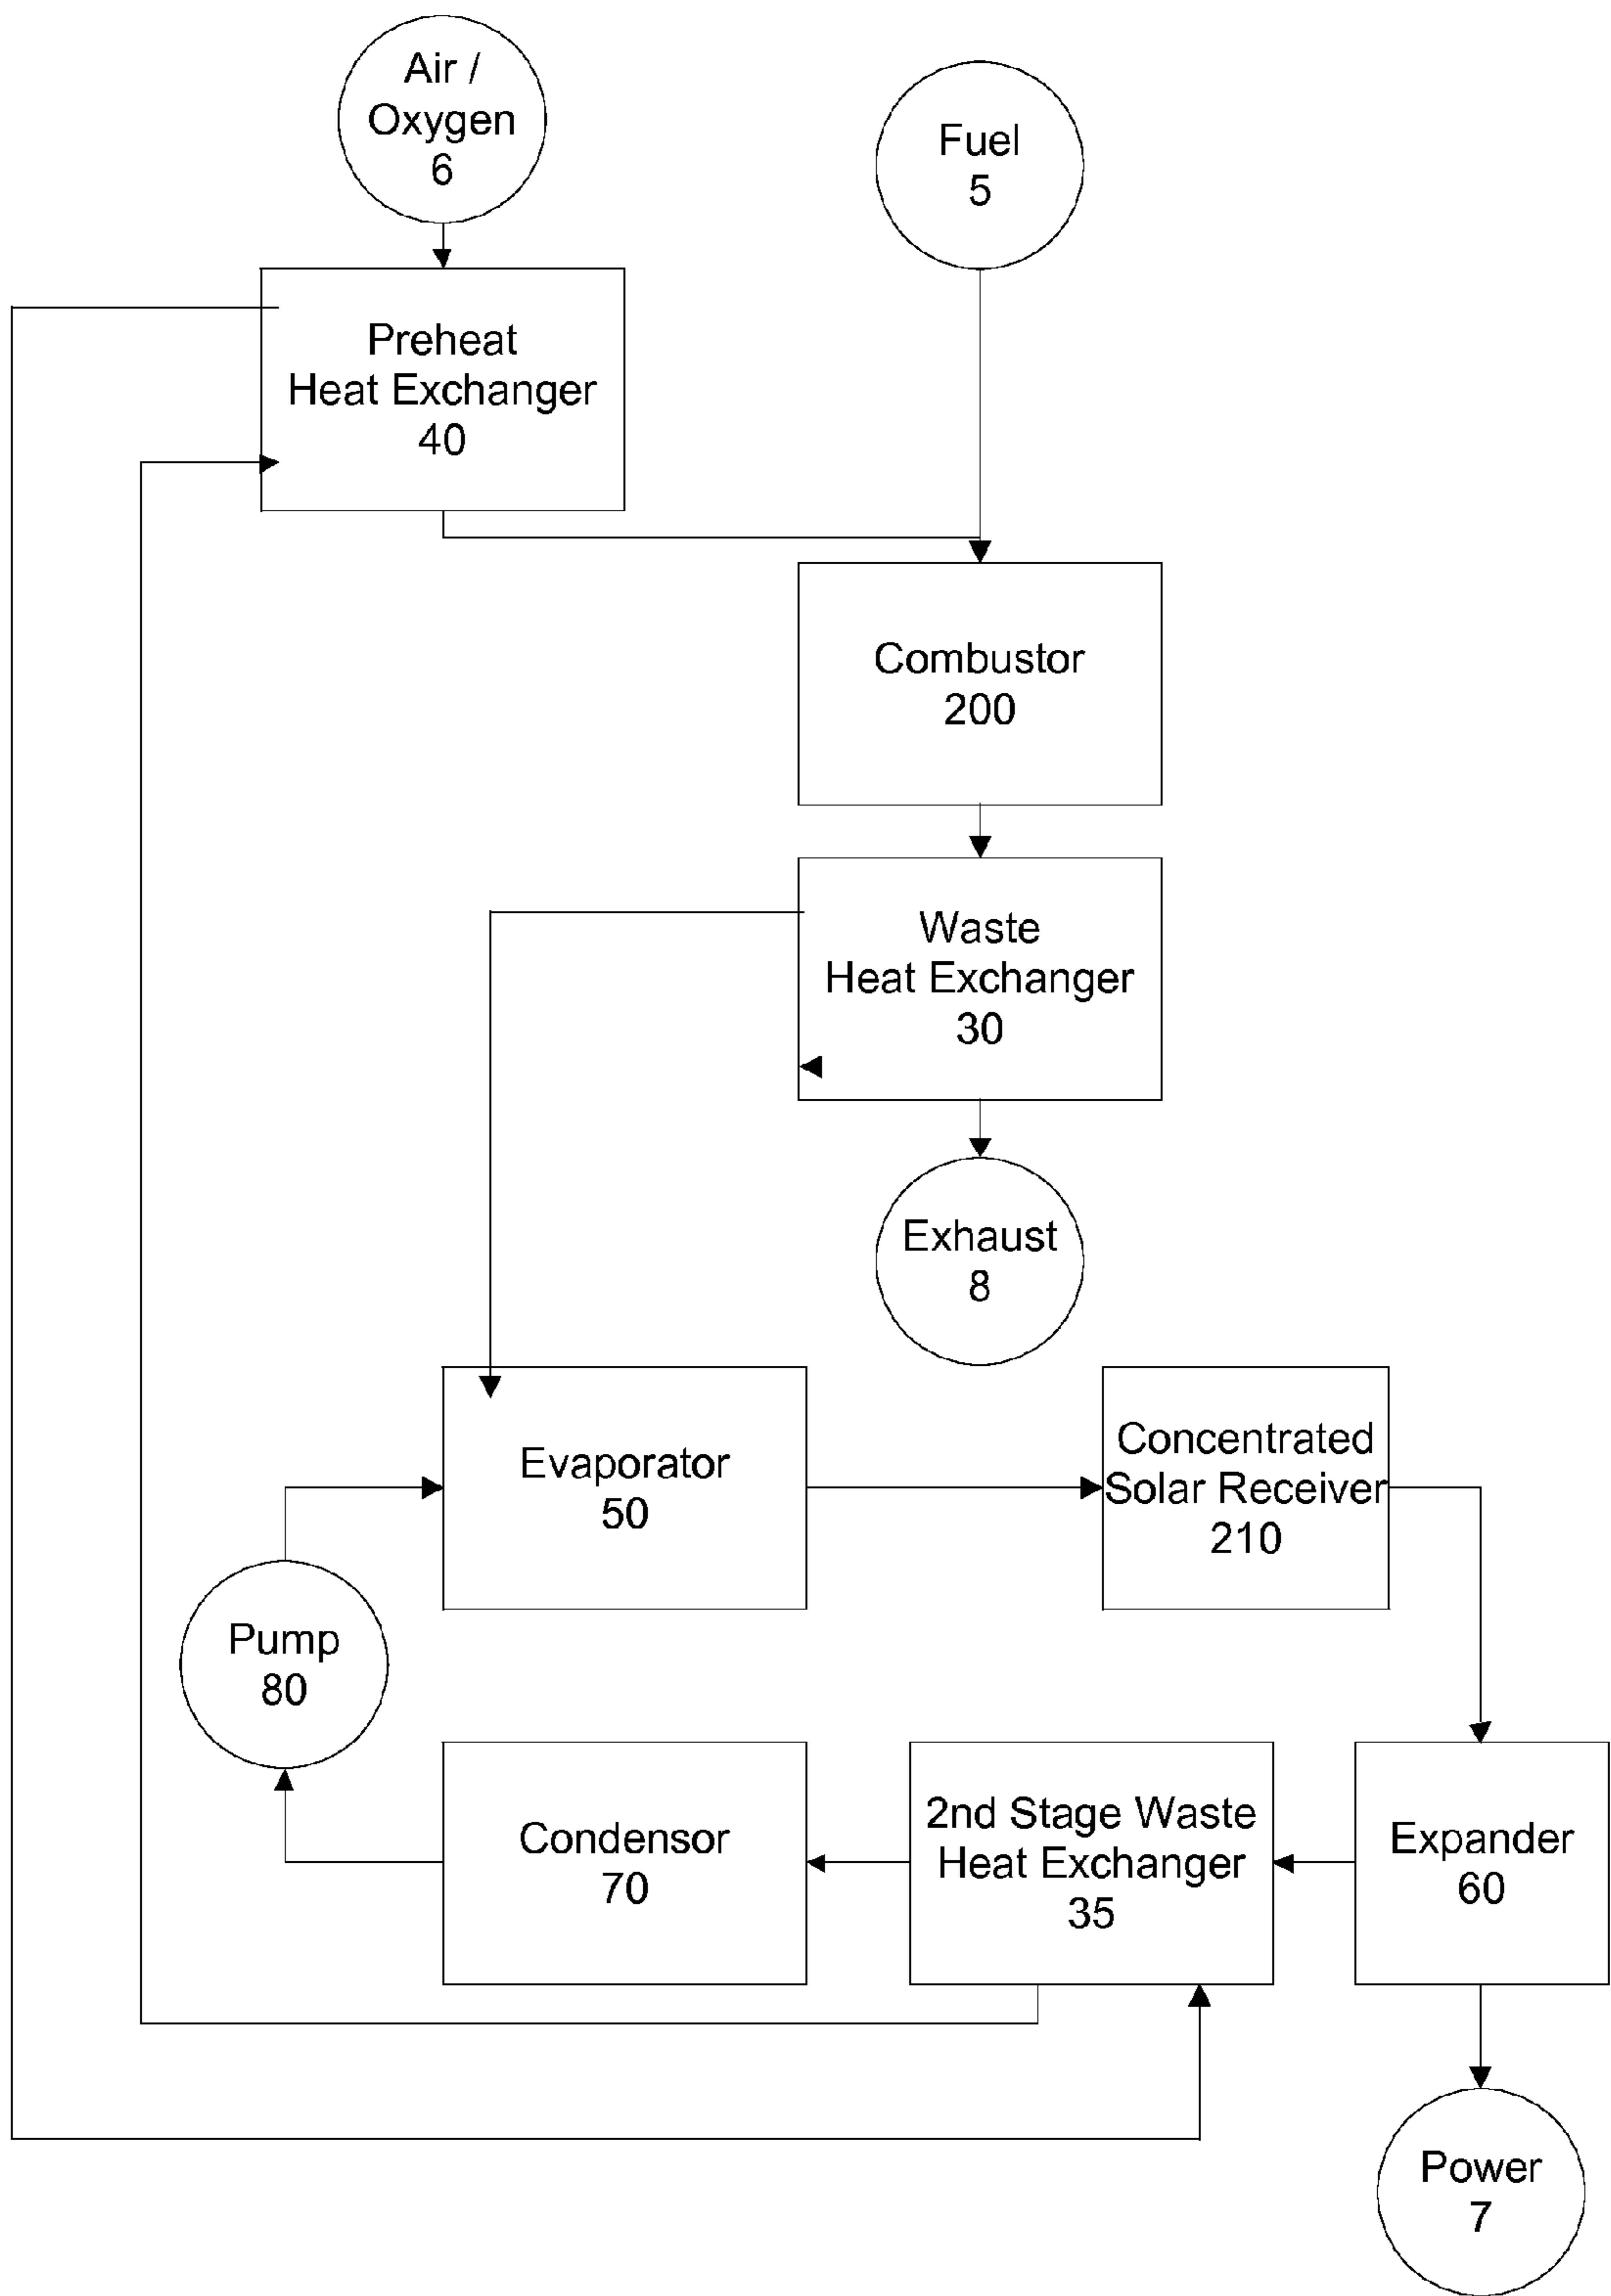 Air /
Oxygen
6
Fuel
5
Preheat
Heat Exchanger
40
Combustor
200
Waste
Heat Exchanger
30
Exhaust
8
Evaporator
50
Concentrated
Solar Receiver
210
Pump
80
Condensor
70
2nd Stage Waste
Heat Exchanger
35
Expander
60
Power
7